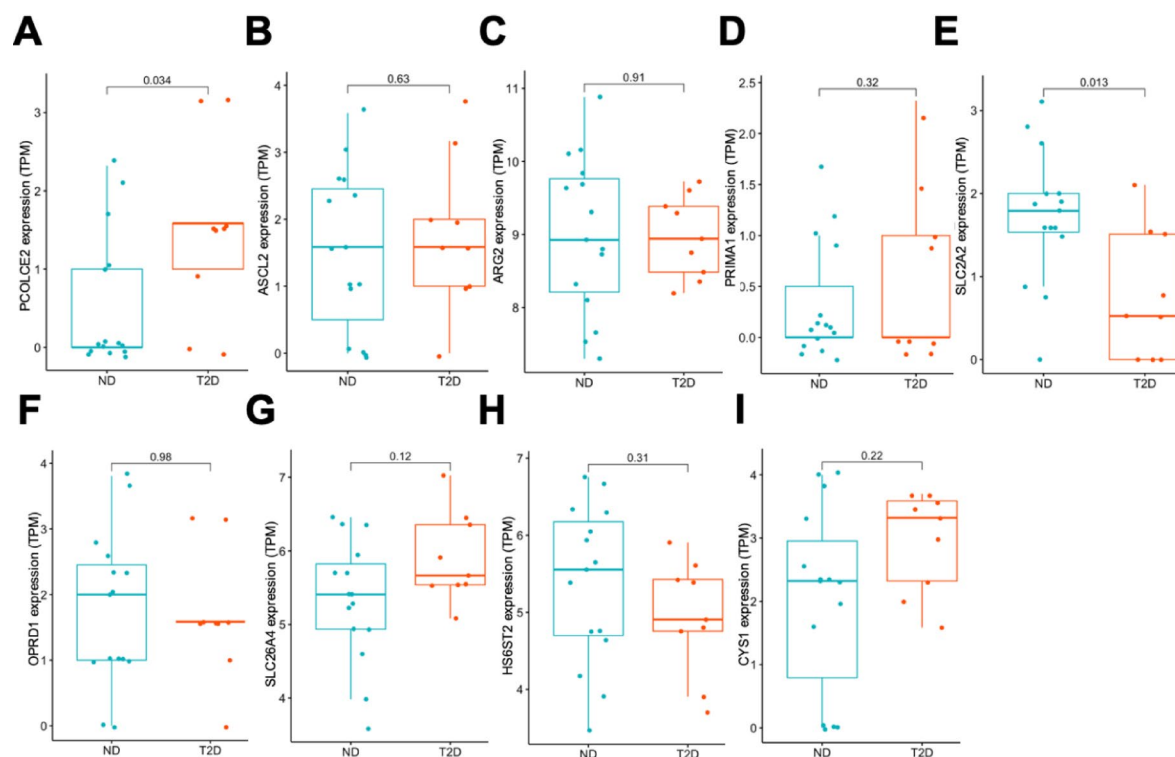 A
0.034
PCOLCE2 expression (TPM)
3
2
1
0
ND T2D
B
0.63
ASCL2 expression (TPM)
4
3
2
1
0
ND T2D
C
0.91
ARG2 expression (TPM)
11
10
9
8
ND T2D
D
0.32
PRIMA1 expression (TPM)
2.5
2.0
1.5
1.0
0.5
0.0
ND T2D
E
0.013
SLC2A2 expression (TPM)
3
2
1
0
ND T2D
F
0.98
OPRD1 expression (TPM)
4
3
2
1
0
ND T2D
G
0.12
SLC26A4 expression (TPM)
7
6
5
4
ND T2D
H
0.31
HS6ST2 expression (TPM)
7
6
5
4
ND T2D
I
0.22
CYS1 expression (TPM)
4
3
2
1
0
ND T2D